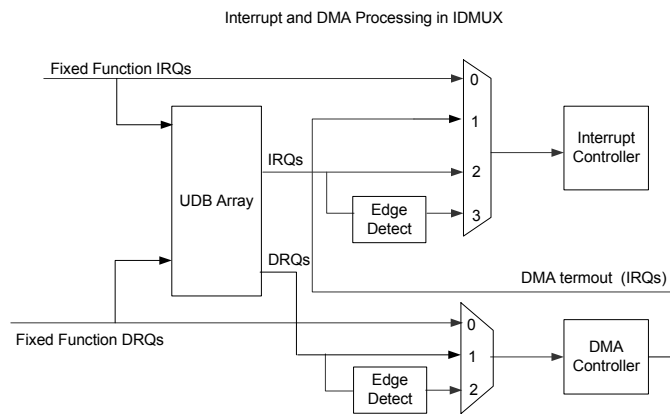 Interrupt and DMA Processing in IDMUX
Fixed Function IRQs
0
1
2
3
Interrupt
Controller
IRQs
UDB Array
Edge
Detect
DRQs
DMA termout (IRQs)
Fixed Function DRQs
0
1
2
DMA
Controller
Edge
Detect